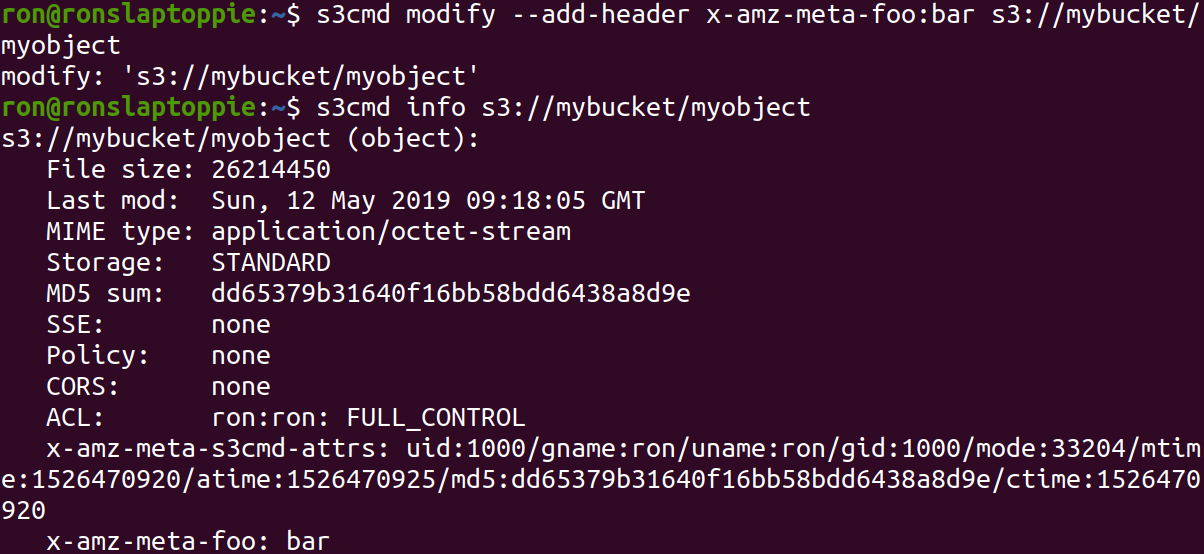 ron@ronslaptoppie:~$ s3cmd modify --add-header x-amz-meta-foo:bar s3://mybucket/
myobject
modify: 's3://mybucket/myobject'
ron@ronslaptoppie:~$ s3cmd info s3://mybucket/myobject
s3://mybucket/myobject (object):
   File size: 26214450
   Last mod:  Sun, 12 May 2019 09:18:05 GMT
   MIME type: application/octet-stream
   Storage:   STANDARD
   MD5 sum:   dd65379b31640f16bb58bdd6438a8d9e
   SSE:       none
   Policy:    none
   CORS:      none
   ACL:       ron:ron: FULL_CONTROL
   x-amz-meta-s3cmd-attrs: uid:1000/gname:ron/uname:ron/gid:1000/mode:33204/mtim
e:1526470920/atime:1526470925/md5:dd65379b31640f16bb58bdd6438a8d9e/ctime:1526470
920
   x-amz-meta-foo: bar